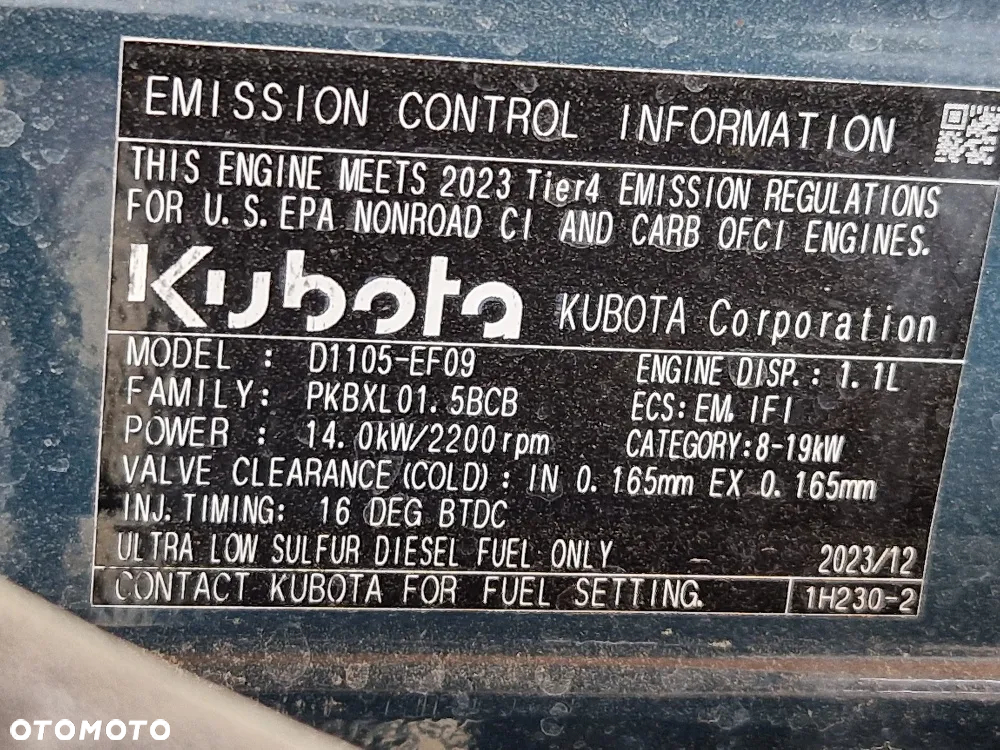 EMISSION CONTROL INFORMATION
THIS ENGINE MEETS 2023 Tier4 EMISSION REGULATIONS
FOR U.S.EPA NONROAD CI AND CARB OFCI ENGINES.
Kubota KUBOTA Corporation
MODEL : D1105-EF09 ENGINE DISP.: 1.1L
FAMILY: PKBXL01.5BCB ECS:EM,IFI
POWER : 14.0kW/2200rpm CATEGORY:8-19kW
VALVE CLEARANCE(COLD): IN 0.165mm EX 0.165mm
INJ.TIMING: 16 DEG BTDC
ULTRA LOW SULFUR DIESEL FUEL ONLY 2023/12
CONTACT KUBOTA FOR FUEL SETTING. 1H230-2
OTOMOTO